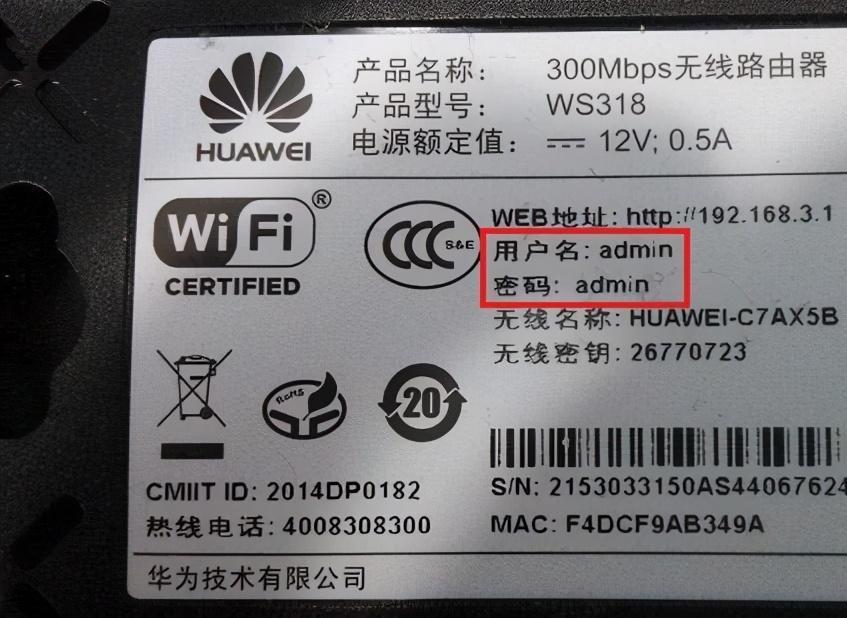 HUAWEI
产品名称: 300Mbps无线路由器
产品型号: WS318
电源额定值: 12V; 0.5A
WiFi®
CERTIFIED
CCC S&E
WEB地址: http://192.168.3.1
用户名: admin
密码: admin
无线名称: HUAWEI-C7AX5B
无线密钥: 26770723
RoHS
20
CMIIT ID: 2014DP0182
热线电话: 4008308300
S/N: 2153033150AS44067624
MAC: F4DCF9AB349A
华为技术有限公司